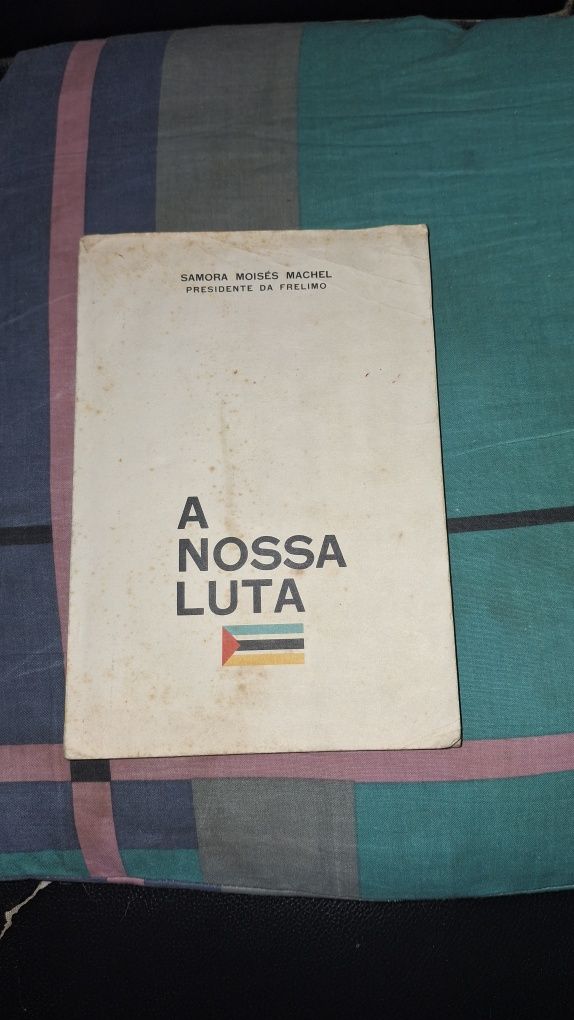 SAMORA MOISÉS MACHEL
PRESIDENTE DA FRELIMO
A
NOSSA
LUTA